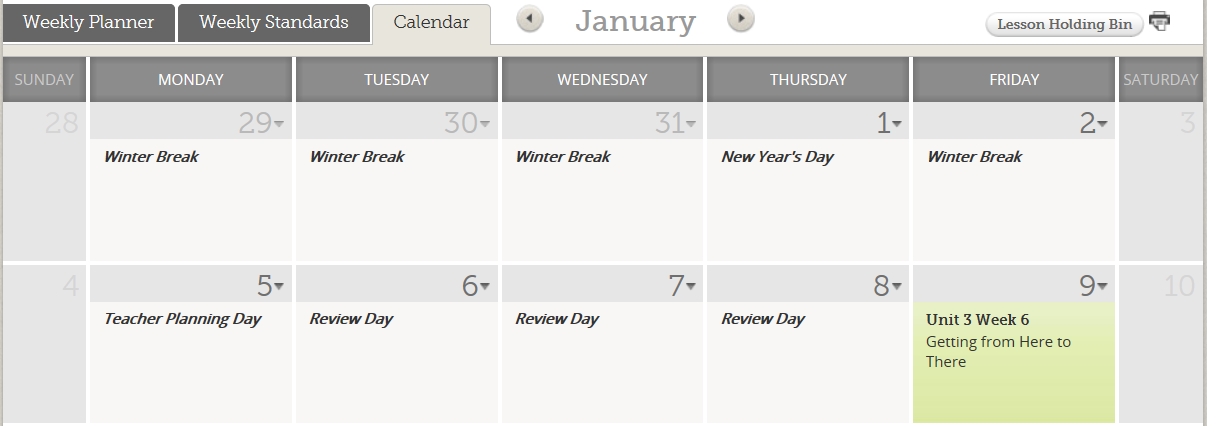 Weekly Planner Weekly Standards Calendar January Lesson Holding Bin
SUNDAY MONDAY TUESDAY WEDNESDAY THURSDAY FRIDAY SATURDAY
28 29 30 31 1 2 3
Winter Break Winter Break Winter Break New Year's Day Winter Break
4 5 6 7 8 9 10
Teacher Planning Day Review Day Review Day Review Day Unit 3 Week 6
Getting from Here to
There